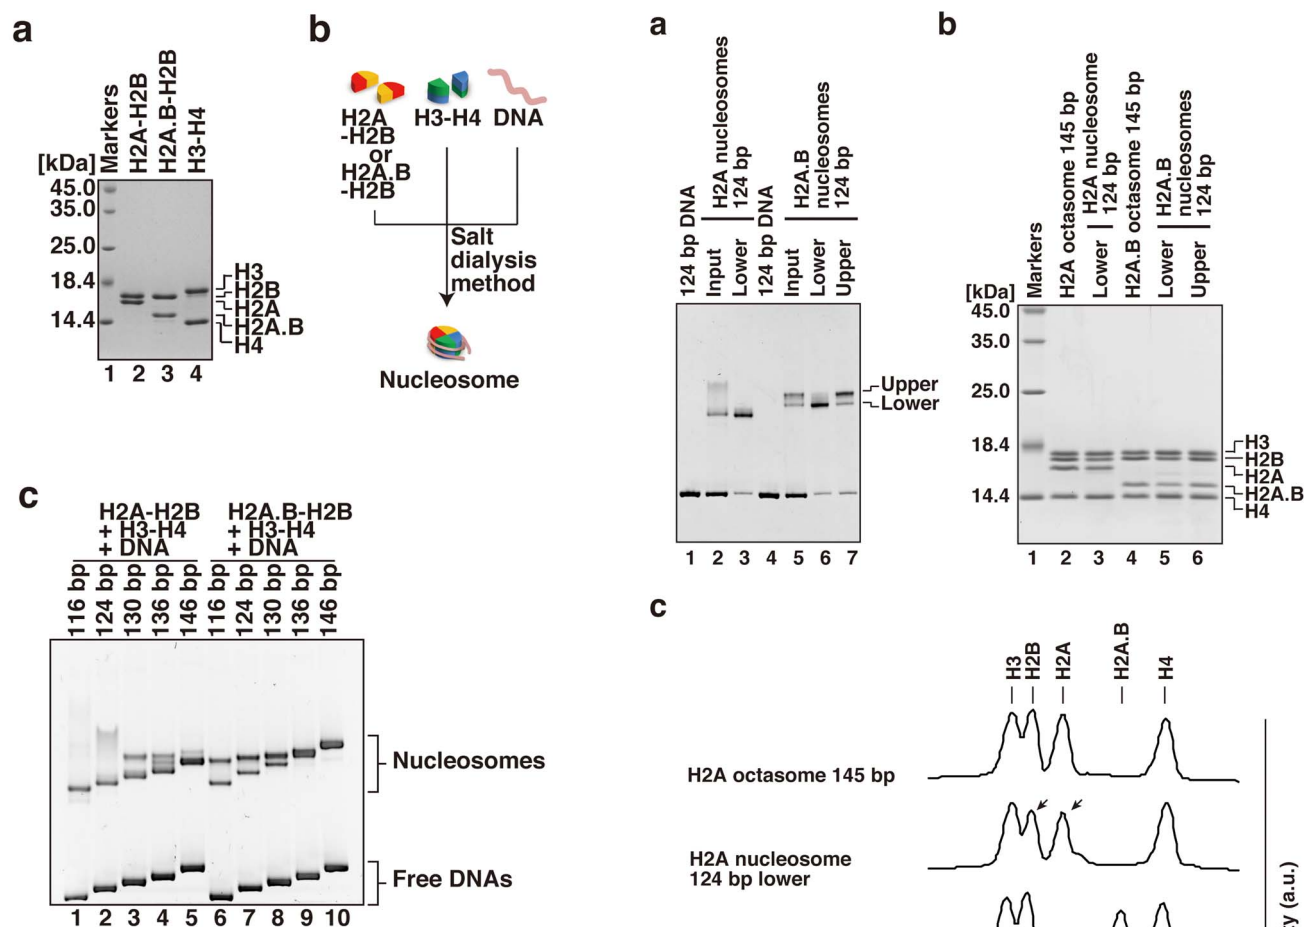 a
[kDa]
Markers
H2A-H2B
H2A.B-H2B
H3-H4
45.0
35.0
25.0
18.4
14.4
H3
H2B
H2A
H2A.B
H4
1 2 3 4
b
H2A
-H2B
or
H2A.B
-H2B
H3-H4
DNA
Salt
dialysis
method
Nucleosome
c
H2A-H2B
+ H3-H4
+ DNA
H2A.B-H2B
+ H3-H4
+ DNA
116 bp
124 bp
130 bp
136 bp
146 bp
116 bp
124 bp
130 bp
136 bp
146 bp
Nucleosomes
Free DNAs
1 2 3 4 5 6 7 8 9 10
a
124 bp DNA
H2A nucleosomes
124 bp
Input
Lower
124 bp DNA
H2A.B
nucleosomes
124 bp
Input
Lower
Upper
Upper
Lower
1 2 3 4 5 6 7
b
[kDa]
Markers
H2A octasome 145 bp
H2A nucleosome
124 bp
Lower
H2A.B octasome 145 bp
H2A.B
nucleosomes
124 bp
Lower
Upper
45.0
35.0
25.0
18.4
14.4
H3
H2B
H2A
H2A.B
H4
1 2 3 4 5 6
c
H3
H2B
H2A
H2A.B
H4
H2A octasome 145 bp
H2A nucleosome
124 bp lower
(a.u.)